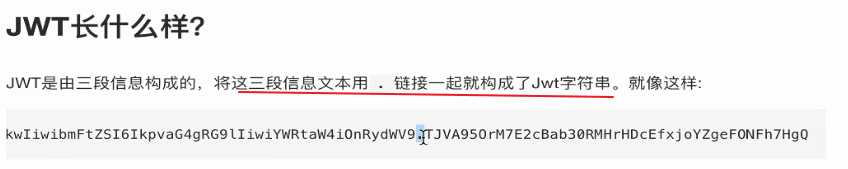 JWT长什么样?
JWT是由三段信息构成的，将这三段信息文本用 . 链接一起就构成了Jwt字符串。就像这样:
kwIiwibmFtZSI6IkpvaG4gRG9lIiwiYWRtaW4iOnRydWV9.TJVA95OrM7E2cBab30RMHrHDcEfxjoYZgeFONFh7HgQ